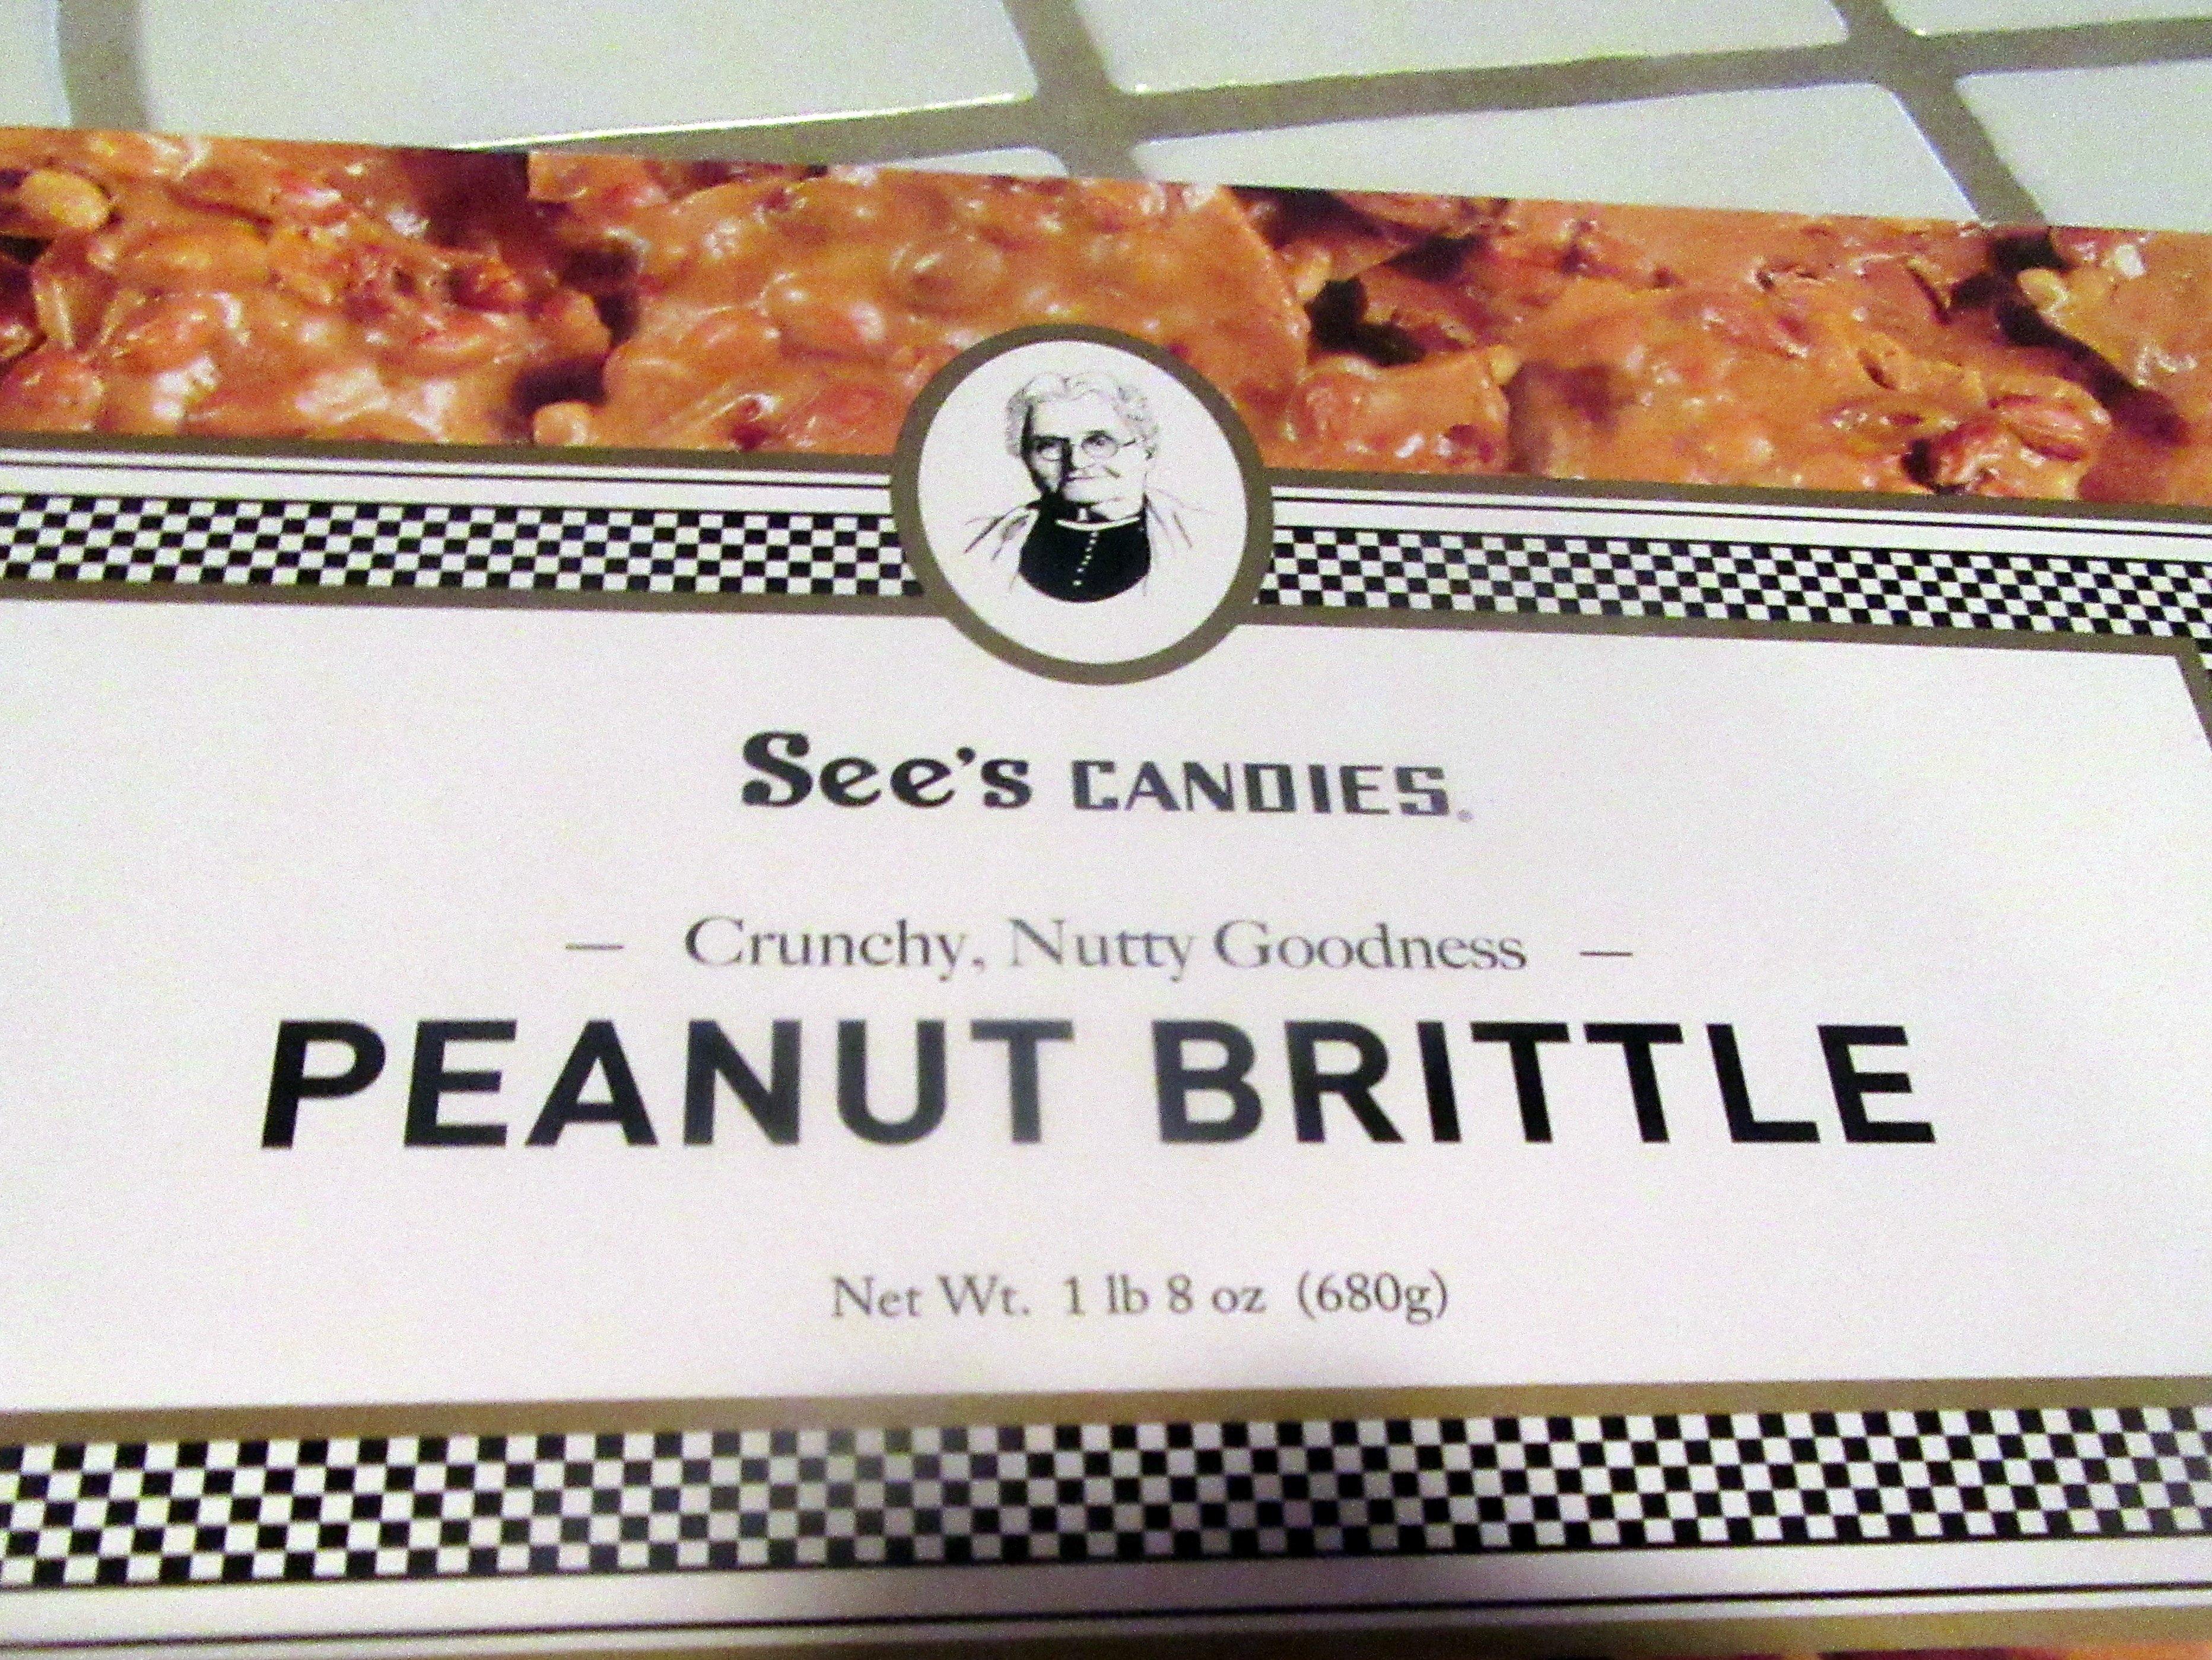 See's CANDIES®
— Crunchy, Nutty Goodness —
PEANUT BRITTLE
Net Wt. 1 lb 8 oz (680g)